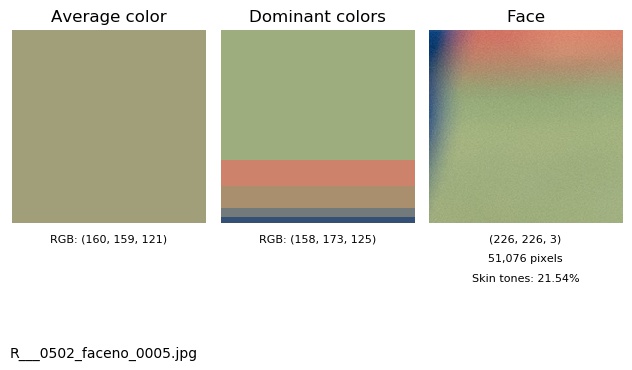 Average color
Dominant colors
Face
RGB: (160, 159, 121)
RGB: (158, 173, 125)
(226, 226, 3)
51,076 pixels
Skin tones: 21.54%
R___0502_faceno_0005.jpg